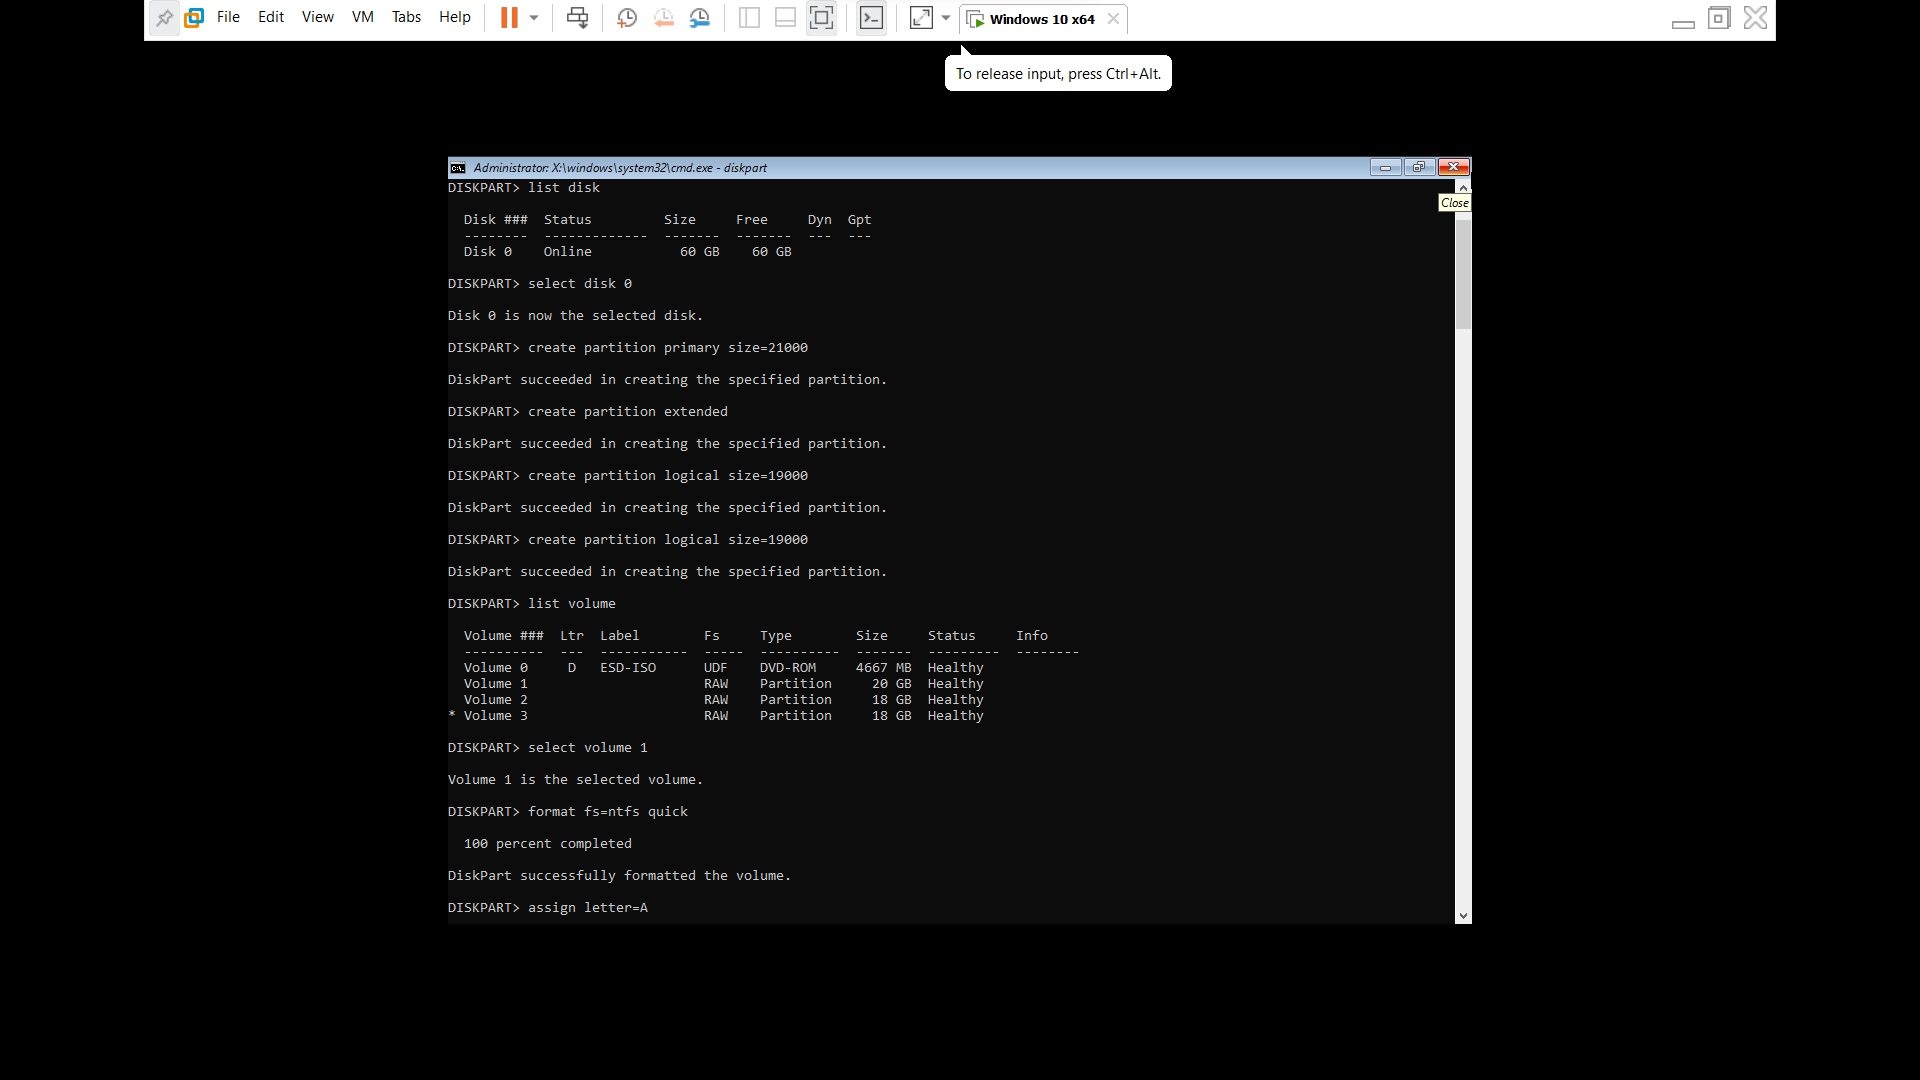 File Edit View VM Tabs Help
Windows 10 x64
To release input, press Ctrl+Alt.
Administrator: X:\windows\system32\cmd.exe - diskpart
Close
DISKPART> list disk
Disk ###  Status         Size     Free     Dyn  Gpt
--------  -------------  -------  -------  ---  ---
Disk 0    Online           60 GB    60 GB
DISKPART> select disk 0
Disk 0 is now the selected disk.
DISKPART> create partition primary size=21000
DiskPart succeeded in creating the specified partition.
DISKPART> create partition extended
DiskPart succeeded in creating the specified partition.
DISKPART> create partition logical size=19000
DiskPart succeeded in creating the specified partition.
DISKPART> create partition logical size=19000
DiskPart succeeded in creating the specified partition.
DISKPART> list volume
Volume ###  Ltr  Label        Fs     Type        Size     Status     Info
----------  ---  -----------  -----  ----------  -------  ---------  --------
Volume 0     D   ESD-ISO      UDF    DVD-ROM     4667 MB  Healthy
Volume 1                      RAW    Partition     20 GB  Healthy
Volume 2                      RAW    Partition     18 GB  Healthy
* Volume 3                      RAW    Partition     18 GB  Healthy
DISKPART> select volume 1
Volume 1 is the selected volume.
DISKPART> format fs=ntfs quick
100 percent completed
DiskPart successfully formatted the volume.
DISKPART> assign letter=A